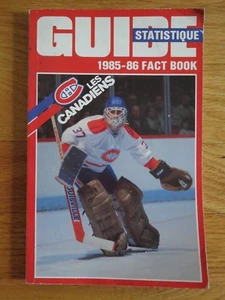 GUIDE
STATISTIQUE
1985-86 FACT BOOK
LES
CANADIENS
37